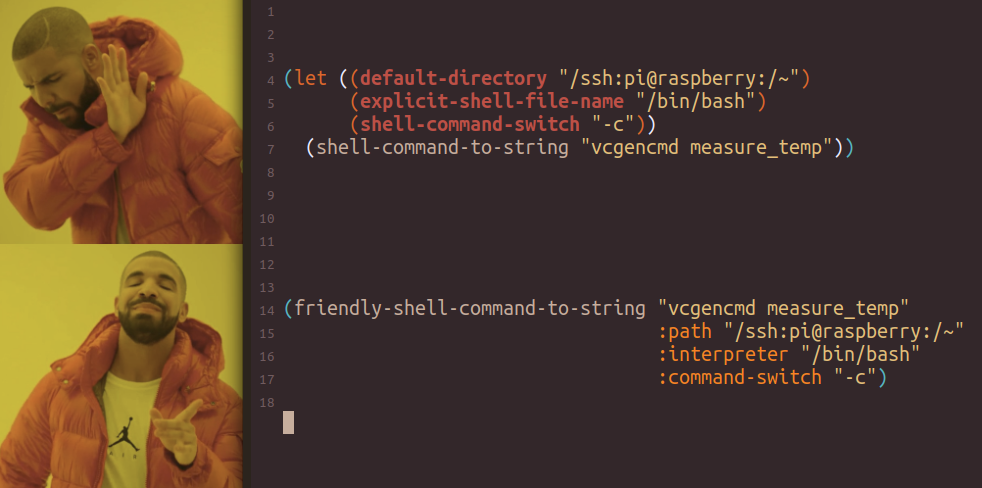 1
2
3
4 (let ((default-directory "/ssh:pi@raspberry:/~")
5 (explicit-shell-file-name "/bin/bash")
6 (shell-command-switch "-c"))
7 (shell-command-to-string "vcgencmd measure_temp"))
8
9
10
11
12
13
14 (friendly-shell-command-to-string "vcgencmd measure_temp"
15 :path "/ssh:pi@raspberry:/~"
16 :interpreter "/bin/bash"
17 :command-switch "-c")
18